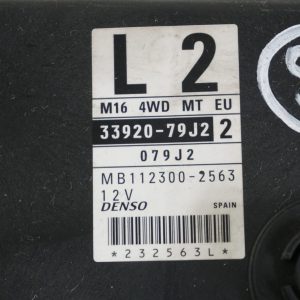 L 2
M16 4WD MT EU
33920-79J2 2
079J2
MB112300-2563
12V
DENSO SPAIN
*232563L*